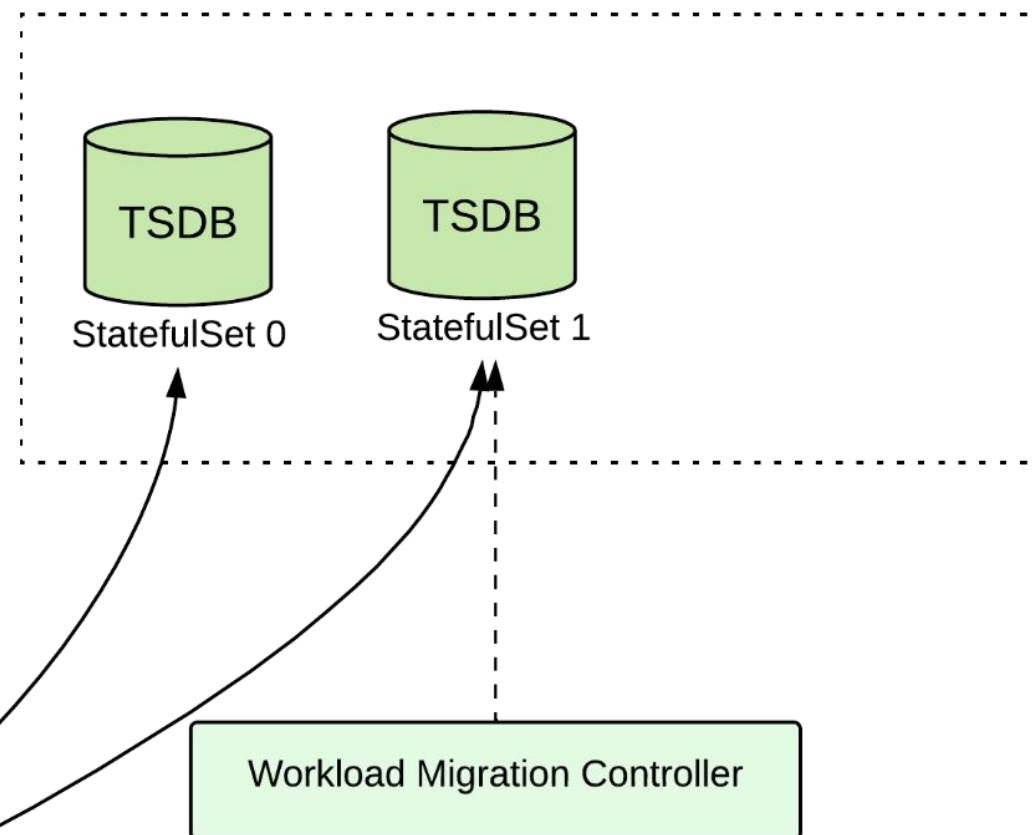 TSDB
TSDB
StatefulSet 0
StatefulSet 1
Workload Migration Controller